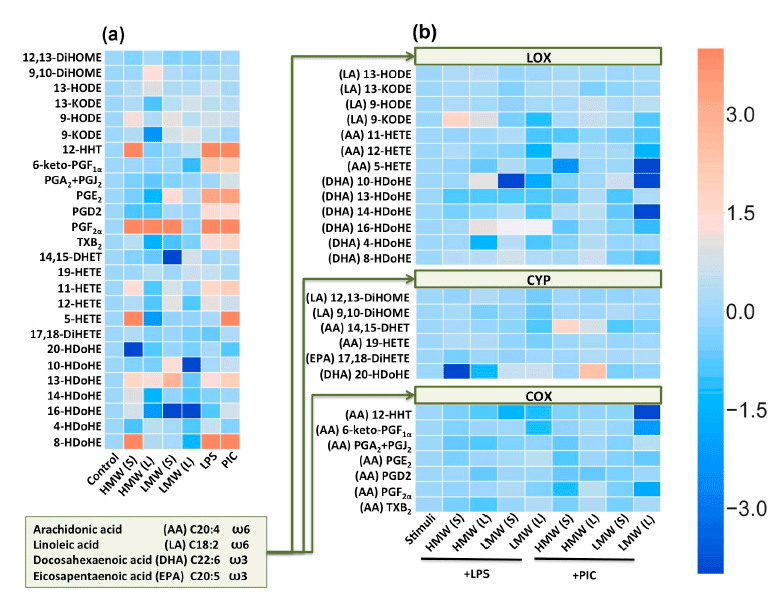 (a)
12,13-DiHOME
9,10-DiHOME
13-HODE
13-KODE
9-HODE
9-KODE
12-HHT
6-keto-PGF1α
PGA2+PGJ2
PGE2
PGD2
PGF2α
TXB2
14,15-DHET
19-HETE
11-HETE
12-HETE
5-HETE
17,18-DiHETE
20-HDoHE
10-HDoHE
13-HDoHE
14-HDoHE
16-HDoHE
4-HDoHE
8-HDoHE
Control
HMW (S)
HMW (L)
LMW (S)
LMW (L)
LPS
PIC
Arachidonic acid (AA) C20:4 ω6
Linoleic acid (LA) C18:2 ω6
Docosahexaenoic acid (DHA) C22:6 ω3
Eicosapentaenoic acid (EPA) C20:5 ω3
(b)
LOX
(LA) 13-HODE
(LA) 13-KODE
(LA) 9-HODE
(LA) 9-KODE
(AA) 11-HETE
(AA) 12-HETE
(AA) 5-HETE
(DHA) 10-HDoHE
(DHA) 13-HDoHE
(DHA) 14-HDoHE
(DHA) 16-HDoHE
(DHA) 4-HDoHE
(DHA) 8-HDoHE
CYP
(LA) 12,13-DiHOME
(LA) 9,10-DiHOME
(AA) 14,15-DHET
(AA) 19-HETE
(EPA) 17,18-DiHETE
(DHA) 20-HDoHE
COX
(AA) 12-HHT
(AA) 6-keto-PGF1α
(AA) PGA2+PGJ2
(AA) PGE2
(AA) PGD2
(AA) PGF2α
(AA) TXB2
Stimuli
HMW (S)
HMW (L)
LMW (S)
LMW (L)
HMW (S)
HMW (L)
LMW (S)
LMW (L)
+LPS
+PIC
3.0
1.5
0.0
−1.5
−3.0